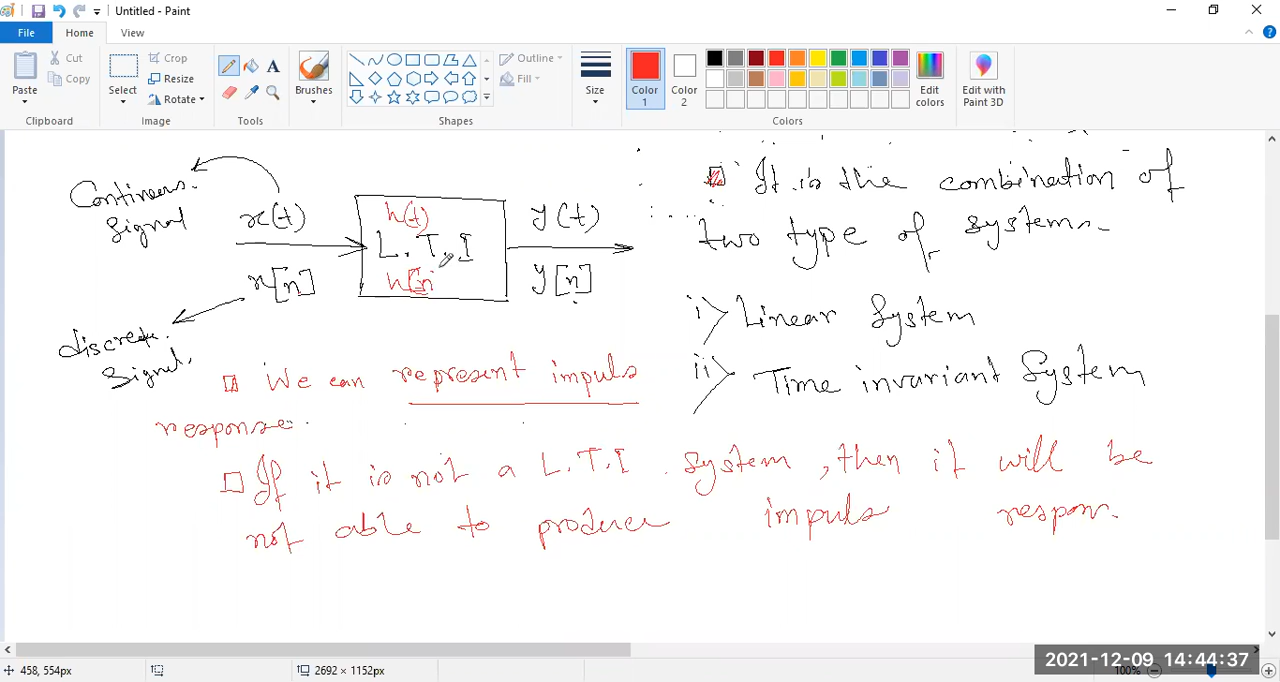 Untitled - Paint
File Home View
Paste
Cut
Copy
Clipboard
Select
Crop
Resize
Rotate
Image
A
Tools
Brushes
Outline
Fill
Shapes
Size
Color 1
Color 2
Edit colors
Colors
Edit with Paint 3D
It is the combination of
two type of systems.
i> Linear System
ii> Time invariant System
Signal
x(t)
x[n]
h(t)
L.T.I
h[n
y(t)
y[n]
discrete
Signal.
We can represent impuls
response.
If it is not a L.T.I system, then it will be
not able to produce impuls respon.
458, 554px
2692 × 1152px
100%
2021-12-09 14:44:37